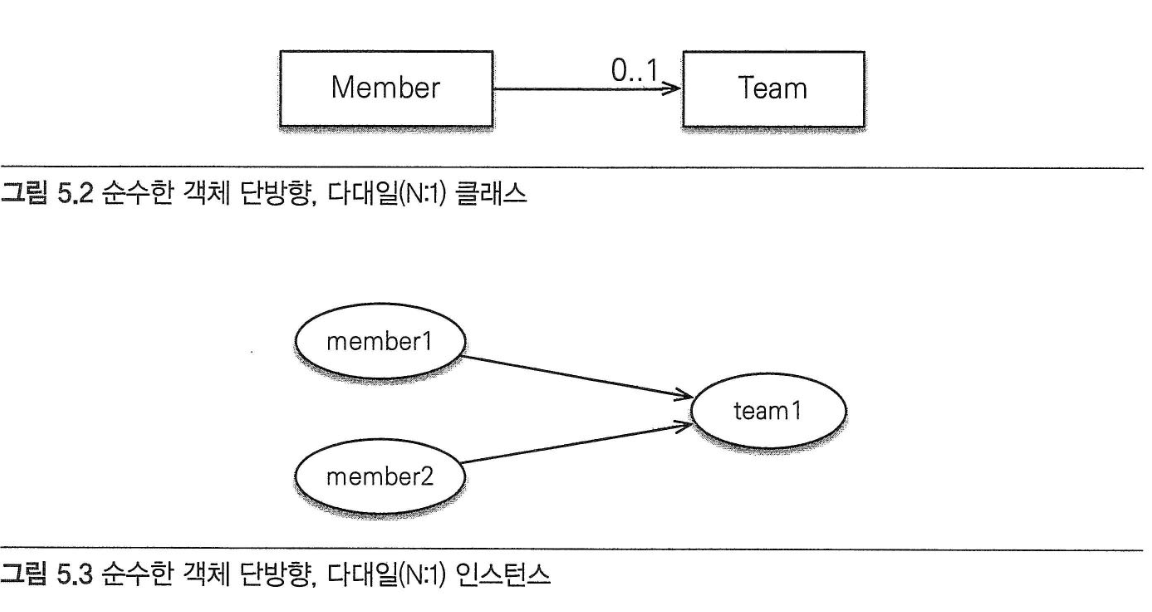 Member
0..1
Team
그림 5.2 순수한 객체 단방향, 다대일(N:1) 클래스
member1
team1
member2
그림 5.3 순수한 객체 단방향, 다대일(N:1) 인스턴스